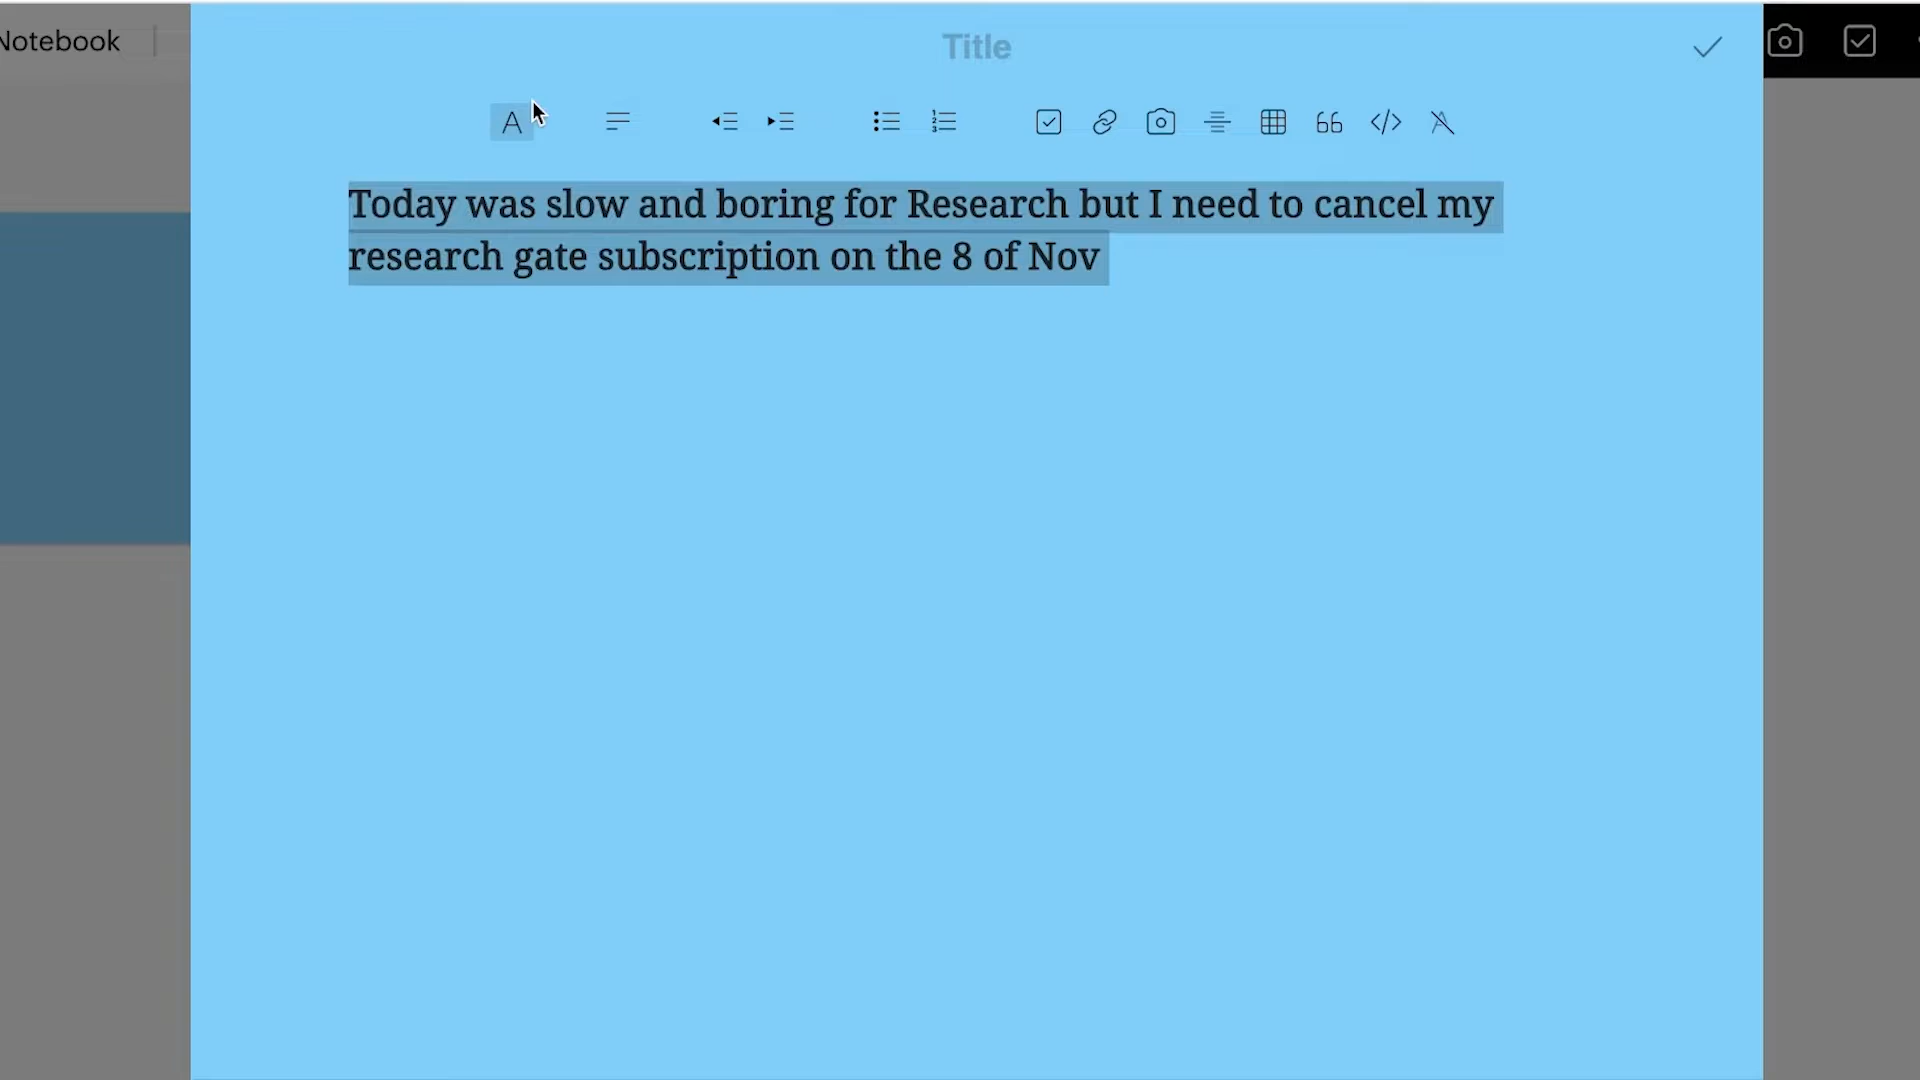 Notebook
Title
Today was slow and boring for Research but I need to cancel my
research gate subscription on the 8 of Nov